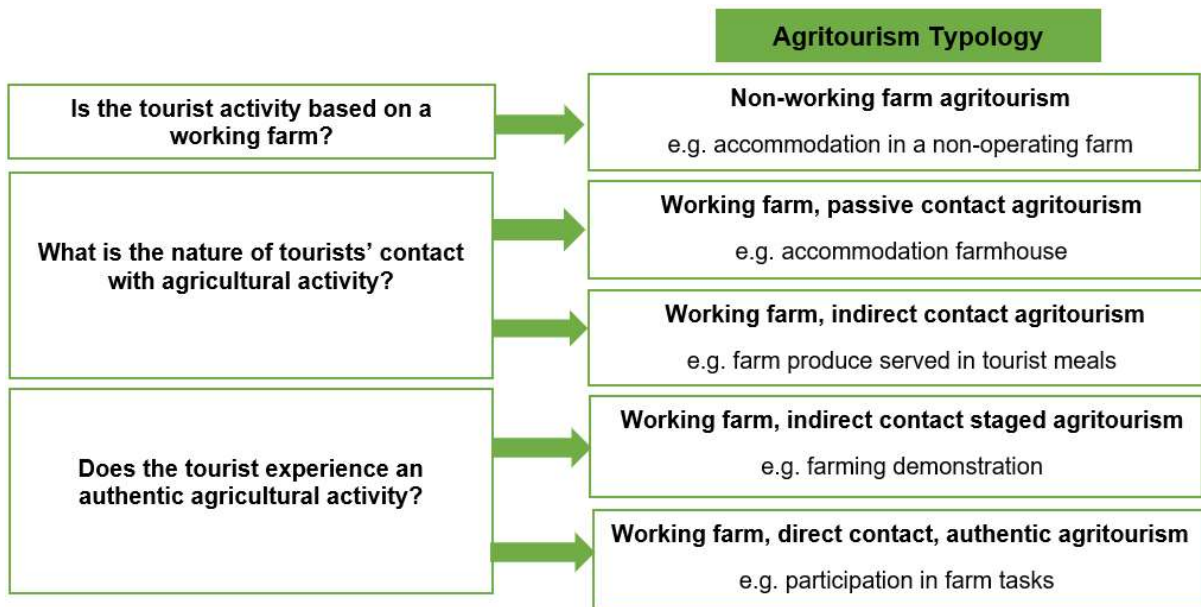 Agritourism Typology
Is the tourist activity based on a
working farm?
Non-working farm agritourism
e.g. accommodation in a non-operating farm
What is the nature of tourists’ contact
with agricultural activity?
Working farm, passive contact agritourism
e.g. accommodation farmhouse
Working farm, indirect contact agritourism
e.g. farm produce served in tourist meals
Does the tourist experience an
authentic agricultural activity?
Working farm, indirect contact staged agritourism
e.g. farming demonstration
Working farm, direct contact, authentic agritourism
e.g. participation in farm tasks